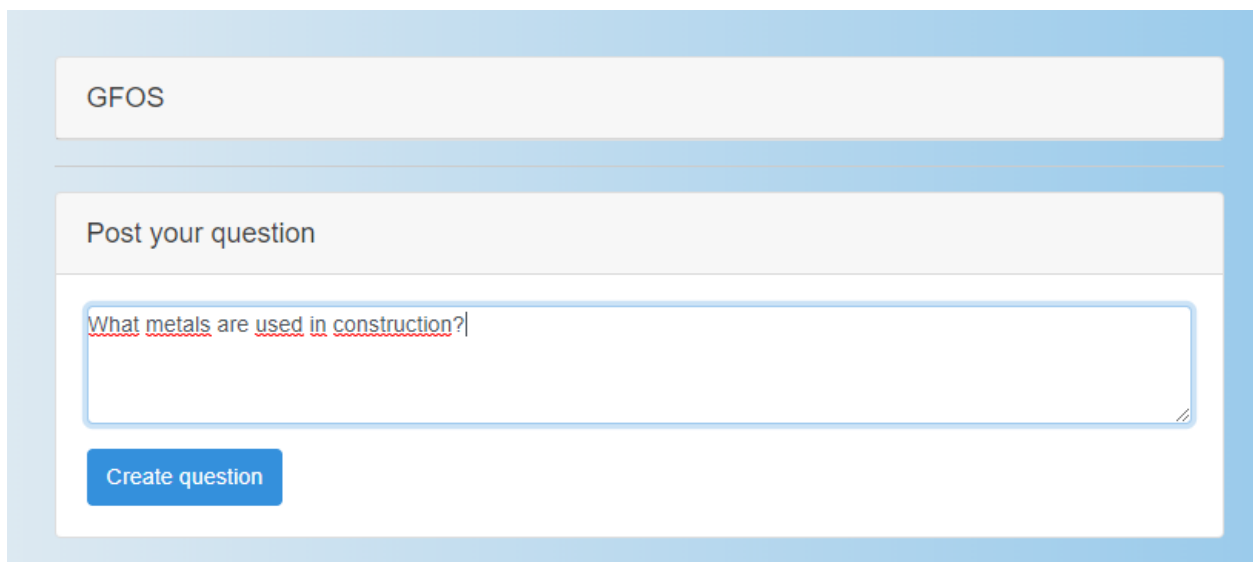 GFOS
Post your question
What metals are used in construction?
Create question